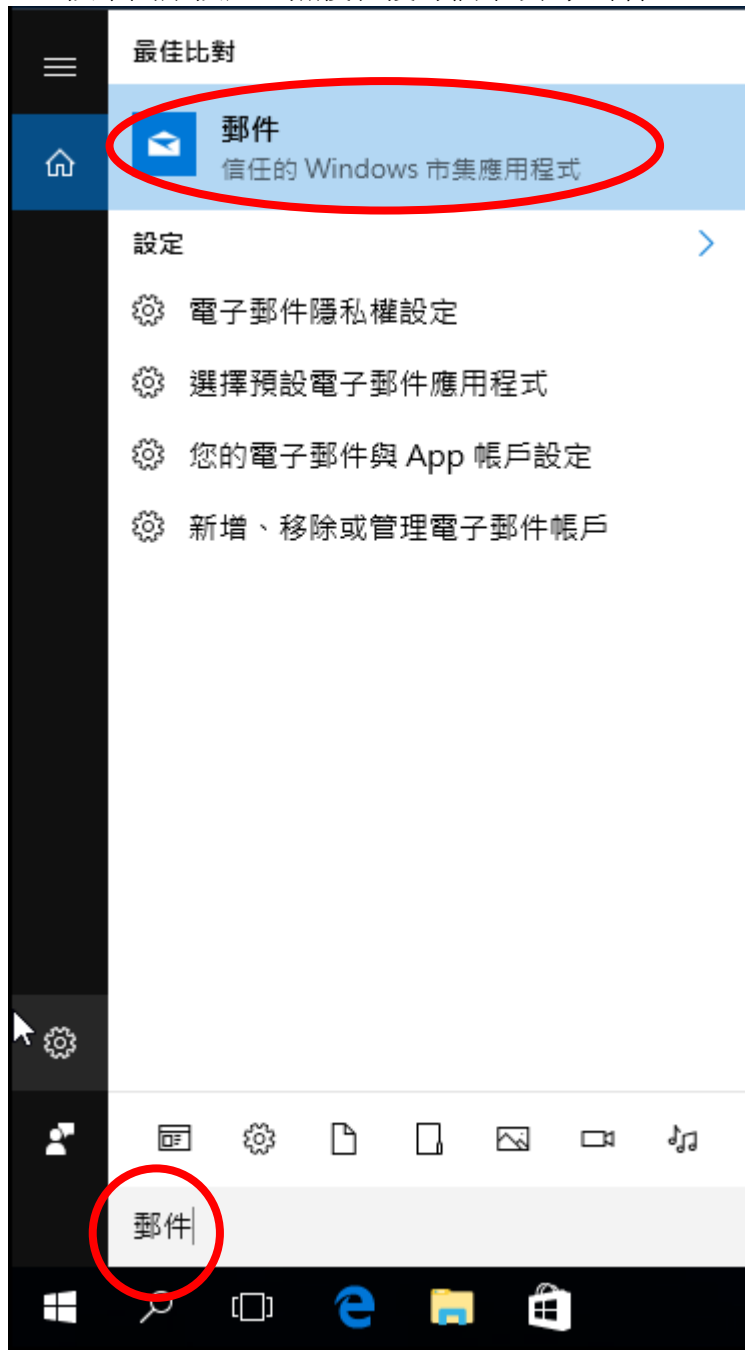 最佳比對
郵件
信任的 Windows 市集應用程式
設定
電子郵件隱私權設定
選擇預設電子郵件應用程式
您的電子郵件與 App 帳戶設定
新增、移除或管理電子郵件帳戶
郵件